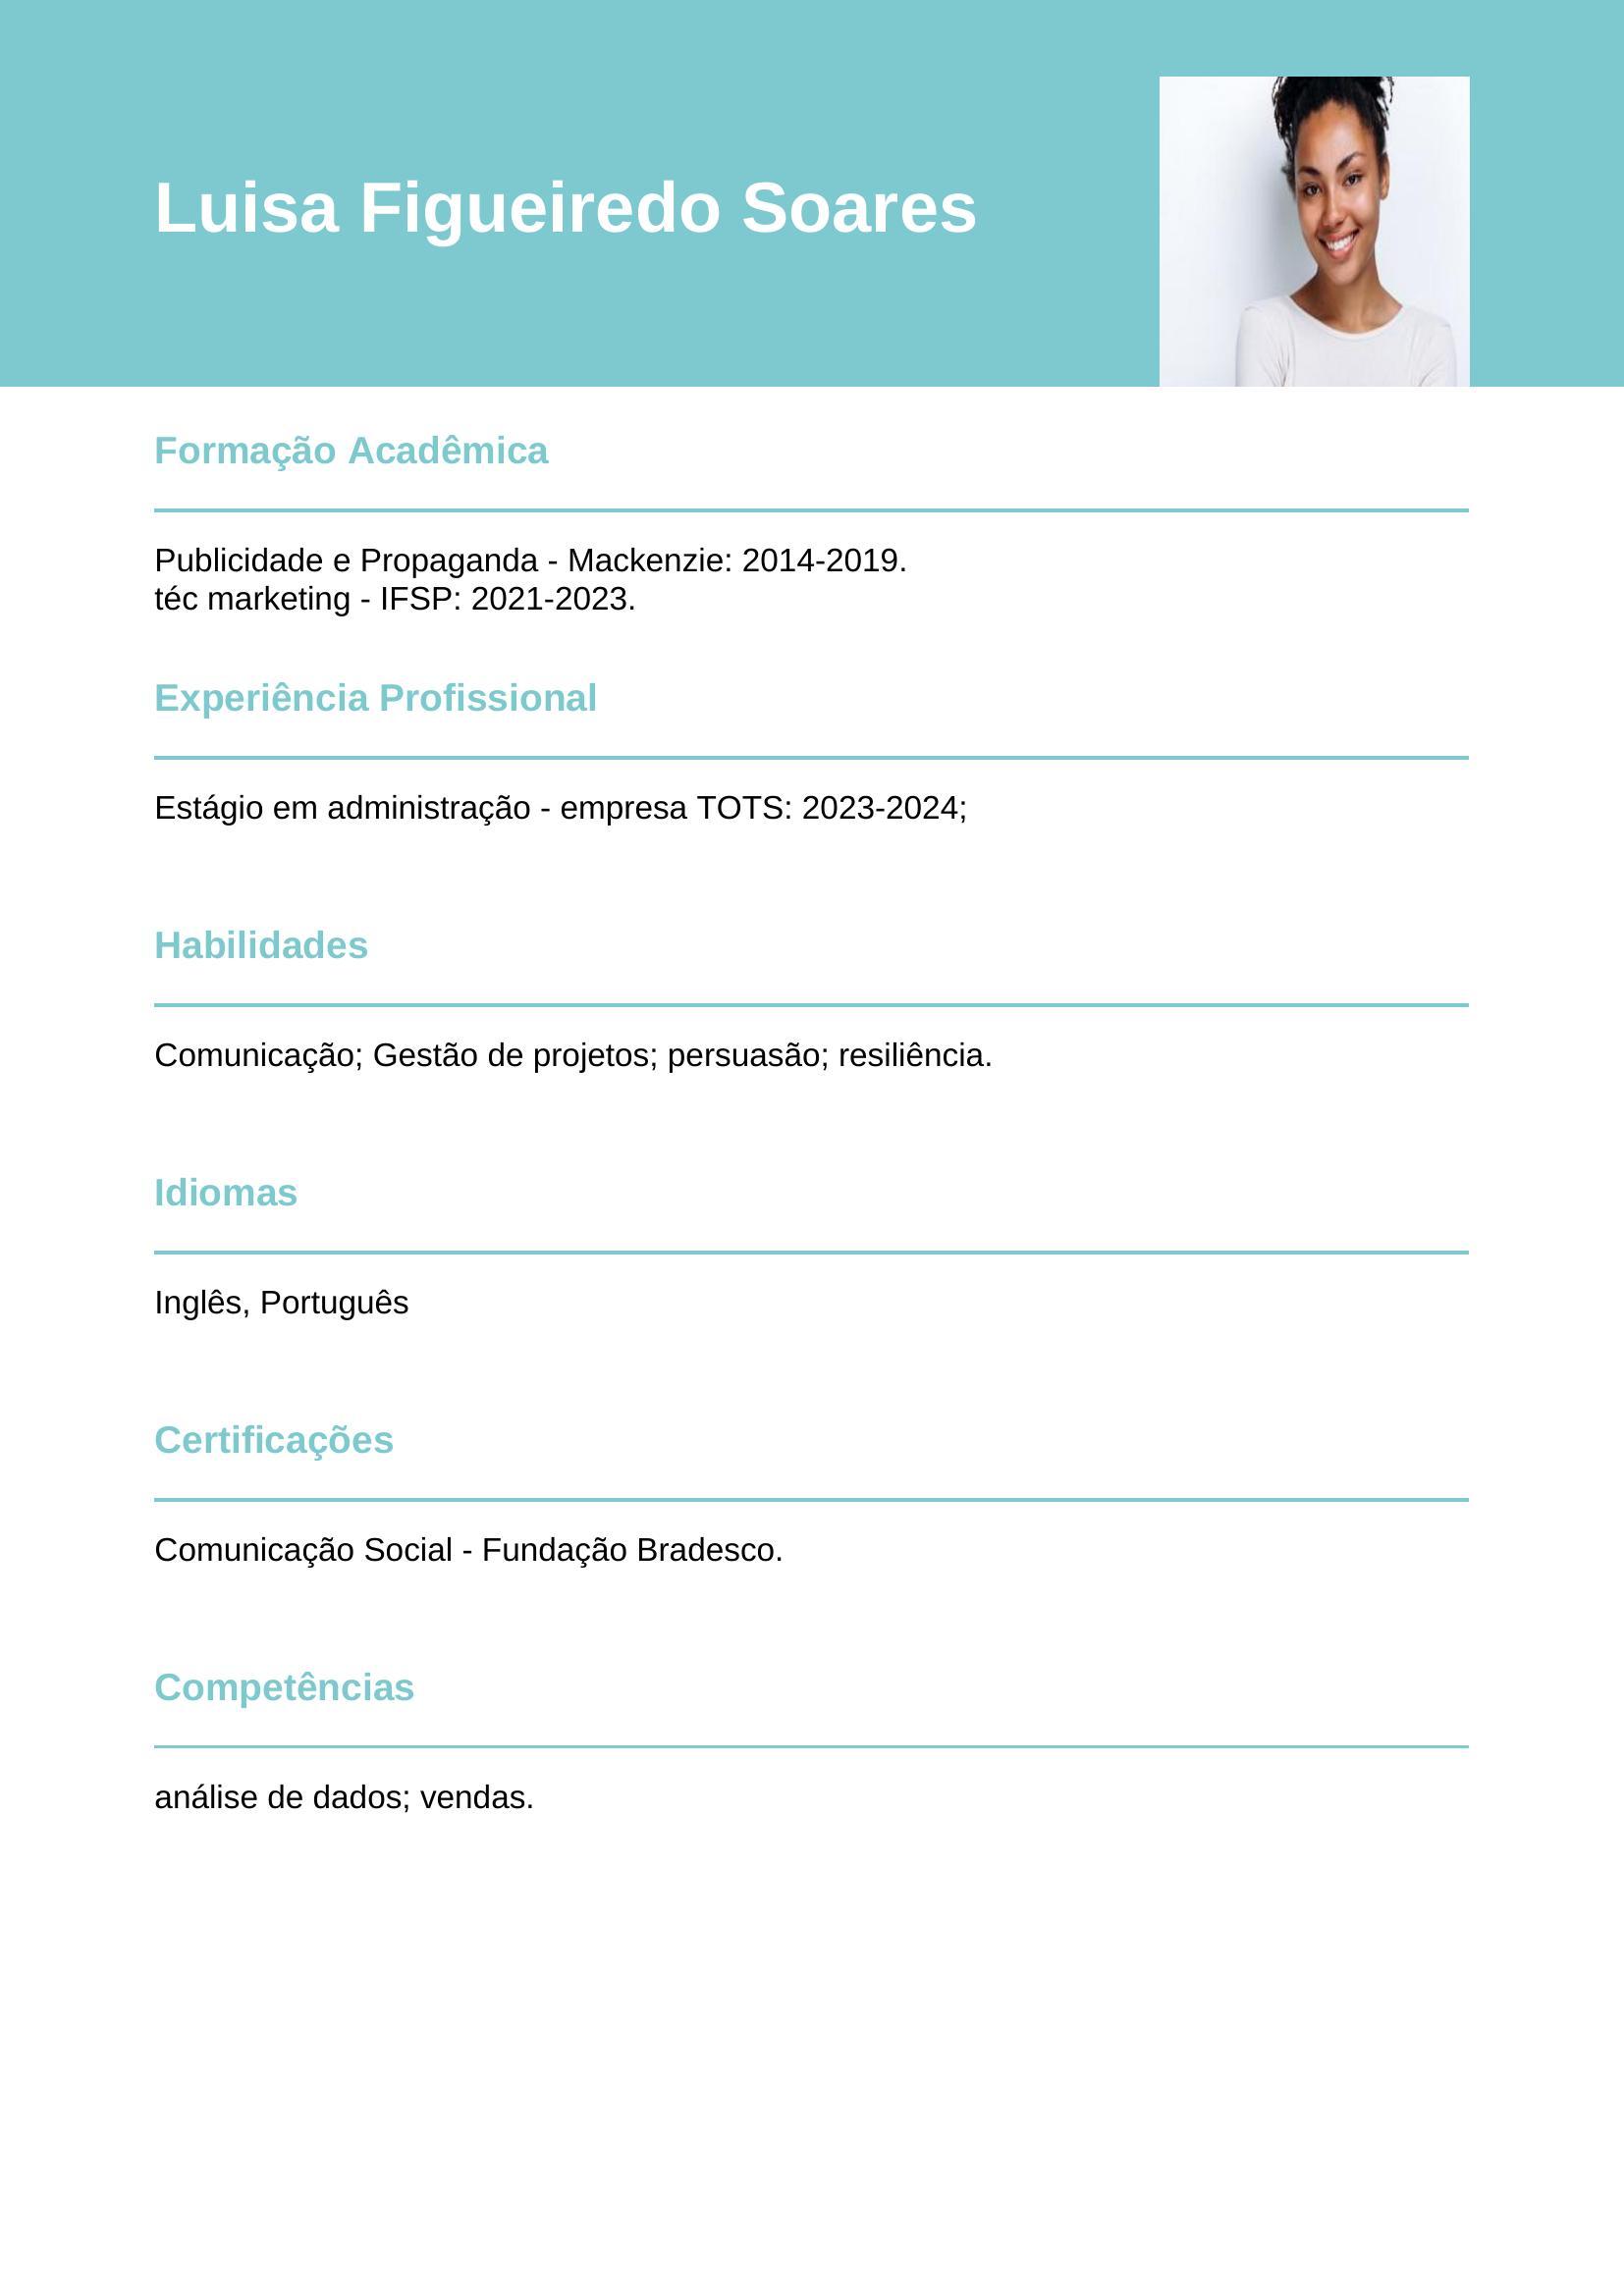 Luisa Figueiredo Soares
Formação Acadêmica
Publicidade e Propaganda - Mackenzie: 2014-2019.
téc marketing - IFSP: 2021-2023.
Experiência Profissional
Estágio em administração - empresa TOTS: 2023-2024;
Habilidades
Comunicação; Gestão de projetos; persuasão; resiliência.
Idiomas
Inglês, Português
Certificações
Comunicação Social - Fundação Bradesco.
Competências
análise de dados; vendas.